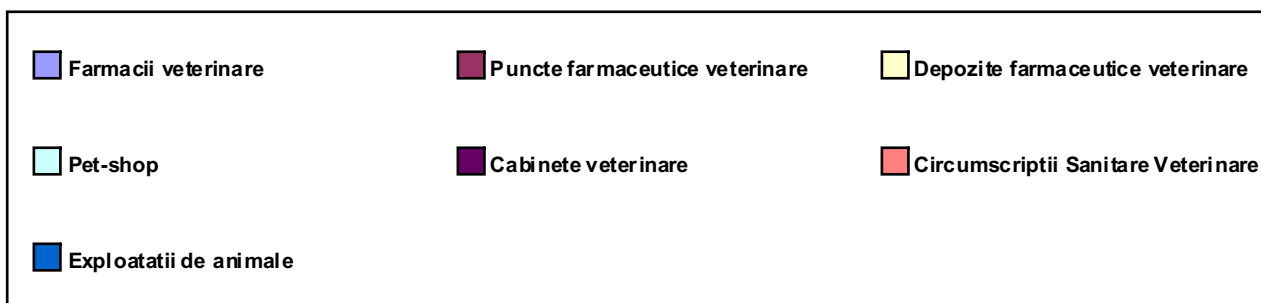 Farmacii veterinare Puncte farmaceutice veterinare Depozite farmaceutice veterinare
Pet-shop Cabinete veterinare Circumscriptii Sanitare Veterinare
Exploatatii de animale